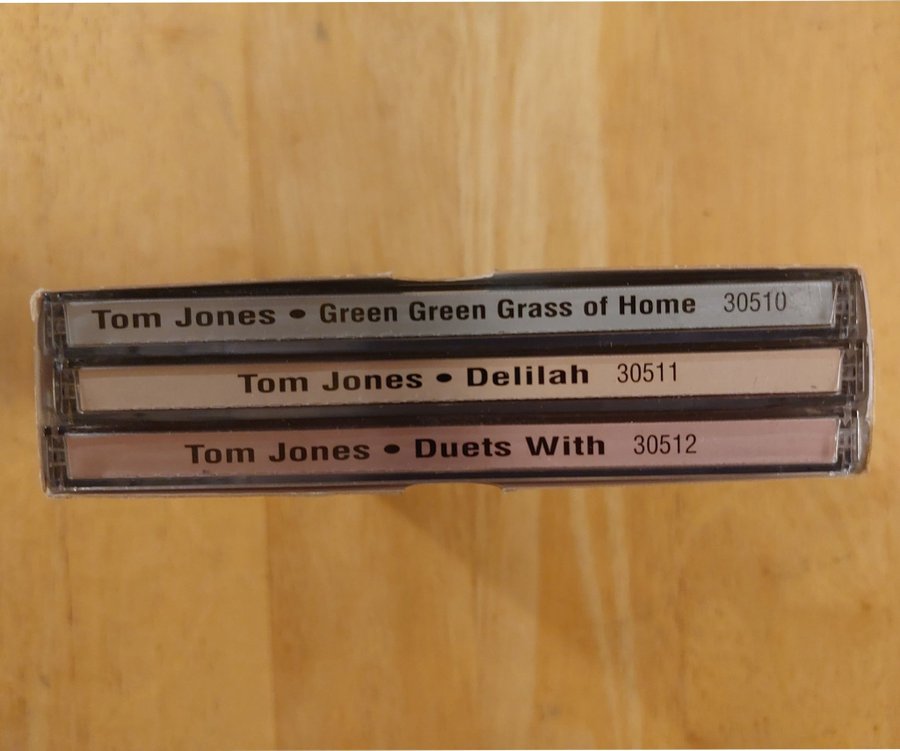 Tom Jones • Green Green Grass of Home 30510
Tom Jones • Delilah 30511
Tom Jones • Duets With 30512